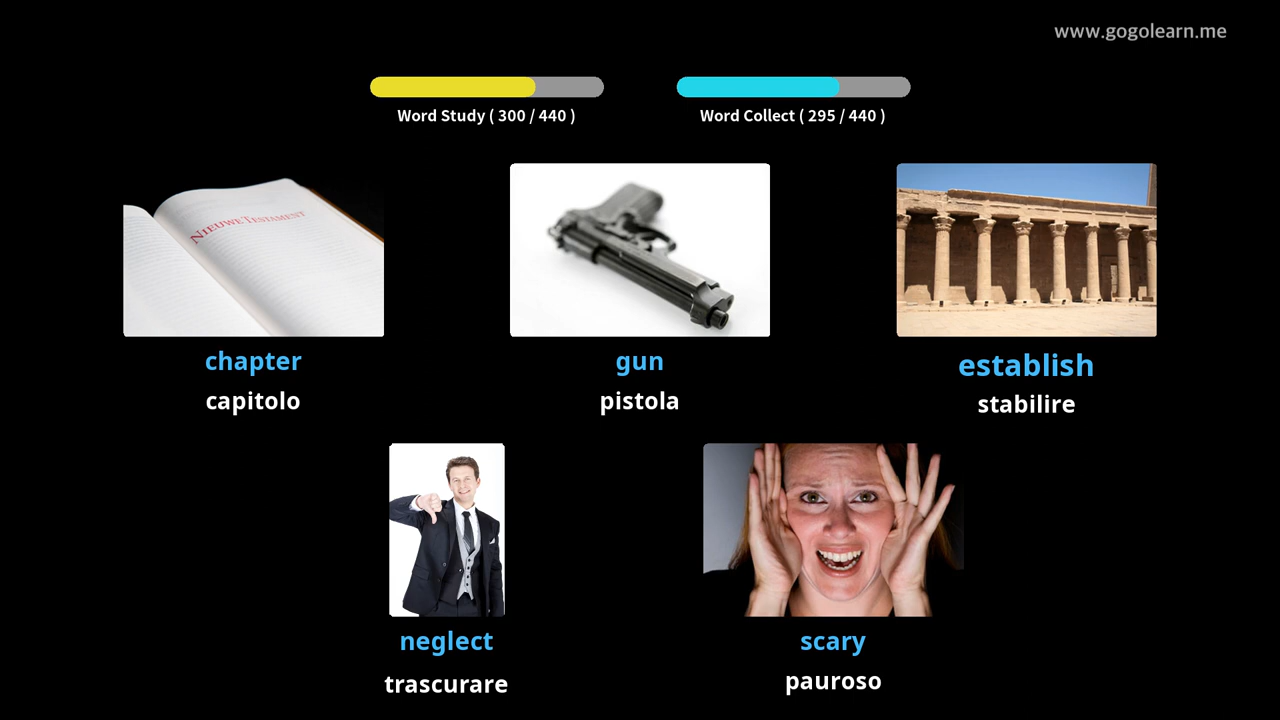 www.gogolearn.me
Word Study ( 300 / 440 )
Word Collect ( 295 / 440 )
NIEUWE TESTAMENT
chapter
capitolo
gun
pistola
establish
stabilire
neglect
trascurare
scary
pauroso